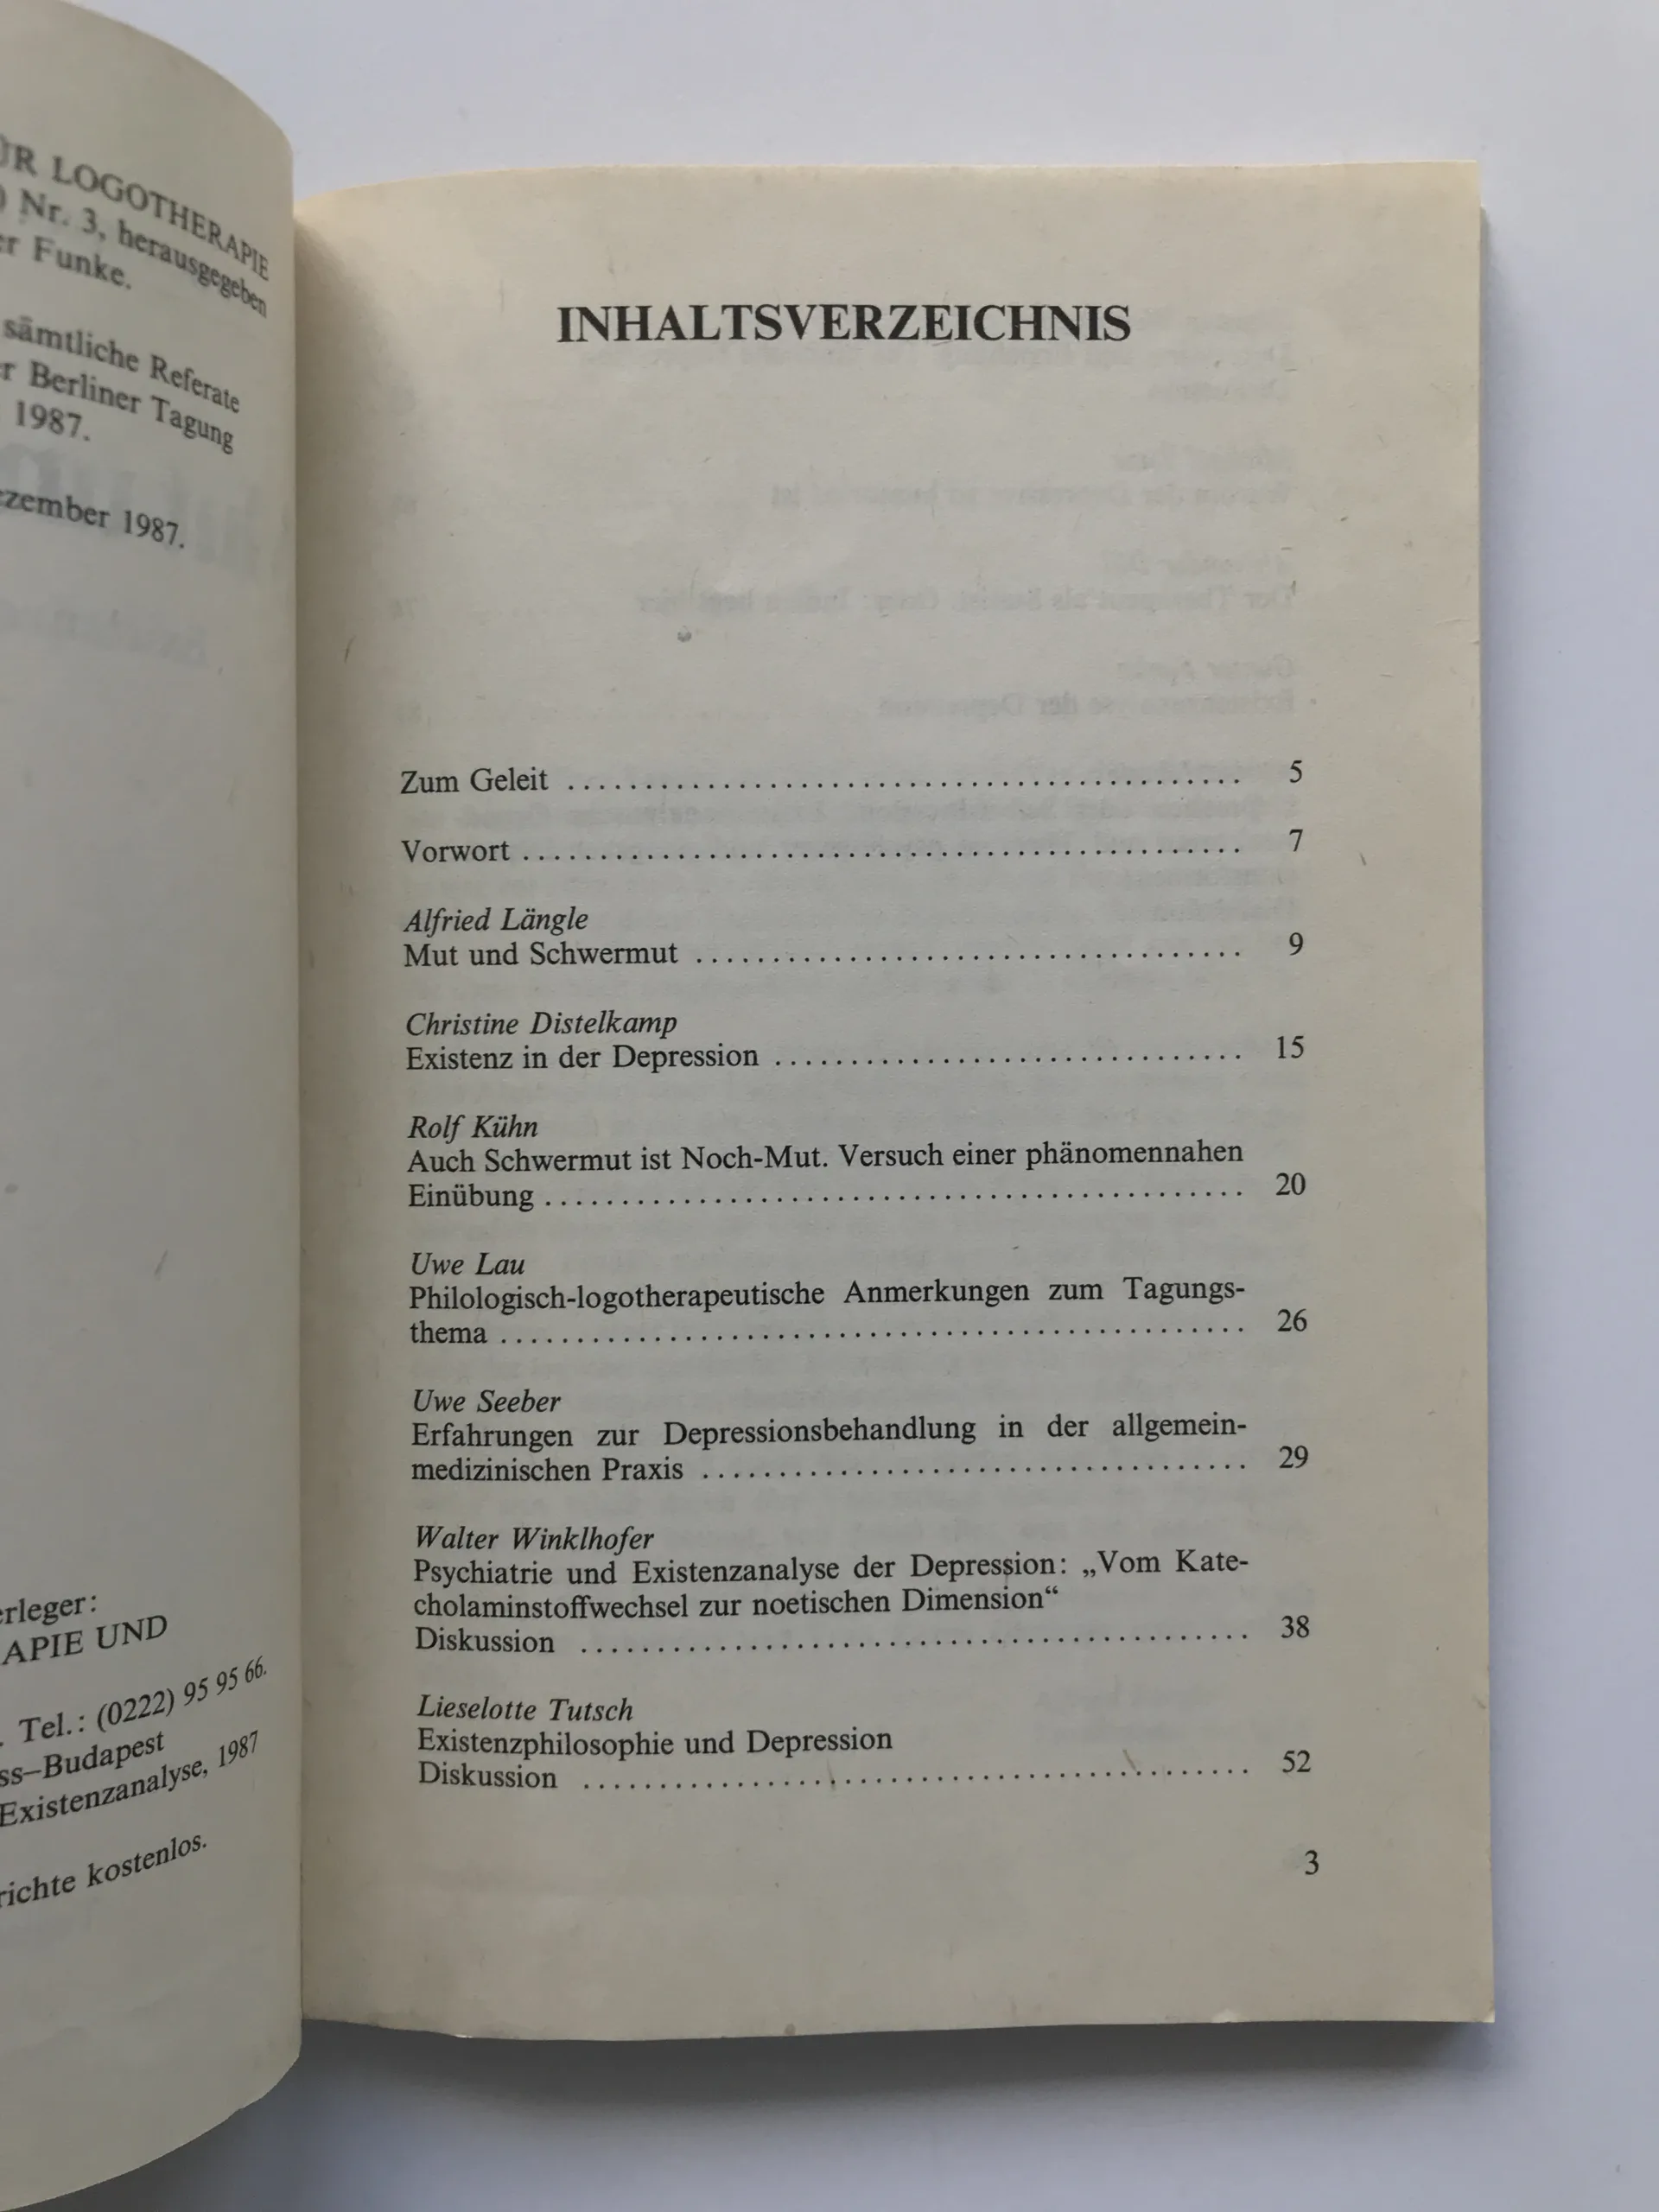 ÜR LOGOTHERAPIE
) Nr. 3, herausgegeben
er Funke.
sämtliche Referate
r Berliner Tagung
1987.
ezember 1987.
erleger:
APIE UND
. Tel.: (0222) 95 95 66.
ss–Budapest
Existenzanalyse, 1987
richte kostenlos.
INHALTSVERZEICHNIS
Zum Geleit ........................................................ 5
Vorwort ........................................................ 7
Alfried Längle
Mut und Schwermut ........................................................ 9
Christine Distelkamp
Existenz in der Depression ........................................................ 15
Rolf Kühn
Auch Schwermut ist Noch-Mut. Versuch einer phänomennahen
Einübung ........................................................ 20
Uwe Lau
Philologisch-logotherapeutische Anmerkungen zum Tagungs-
thema ........................................................ 26
Uwe Seeber
Erfahrungen zur Depressionsbehandlung in der allgemein-
medizinischen Praxis ........................................................ 29
Walter Winklhofer
Psychiatrie und Existenzanalyse der Depression: „Vom Kate-
cholaminstoffwechsel zur noetischen Dimension“
Diskussion ........................................................ 38
Lieselotte Tutsch
Existenzphilosophie und Depression
Diskussion ........................................................ 52
3